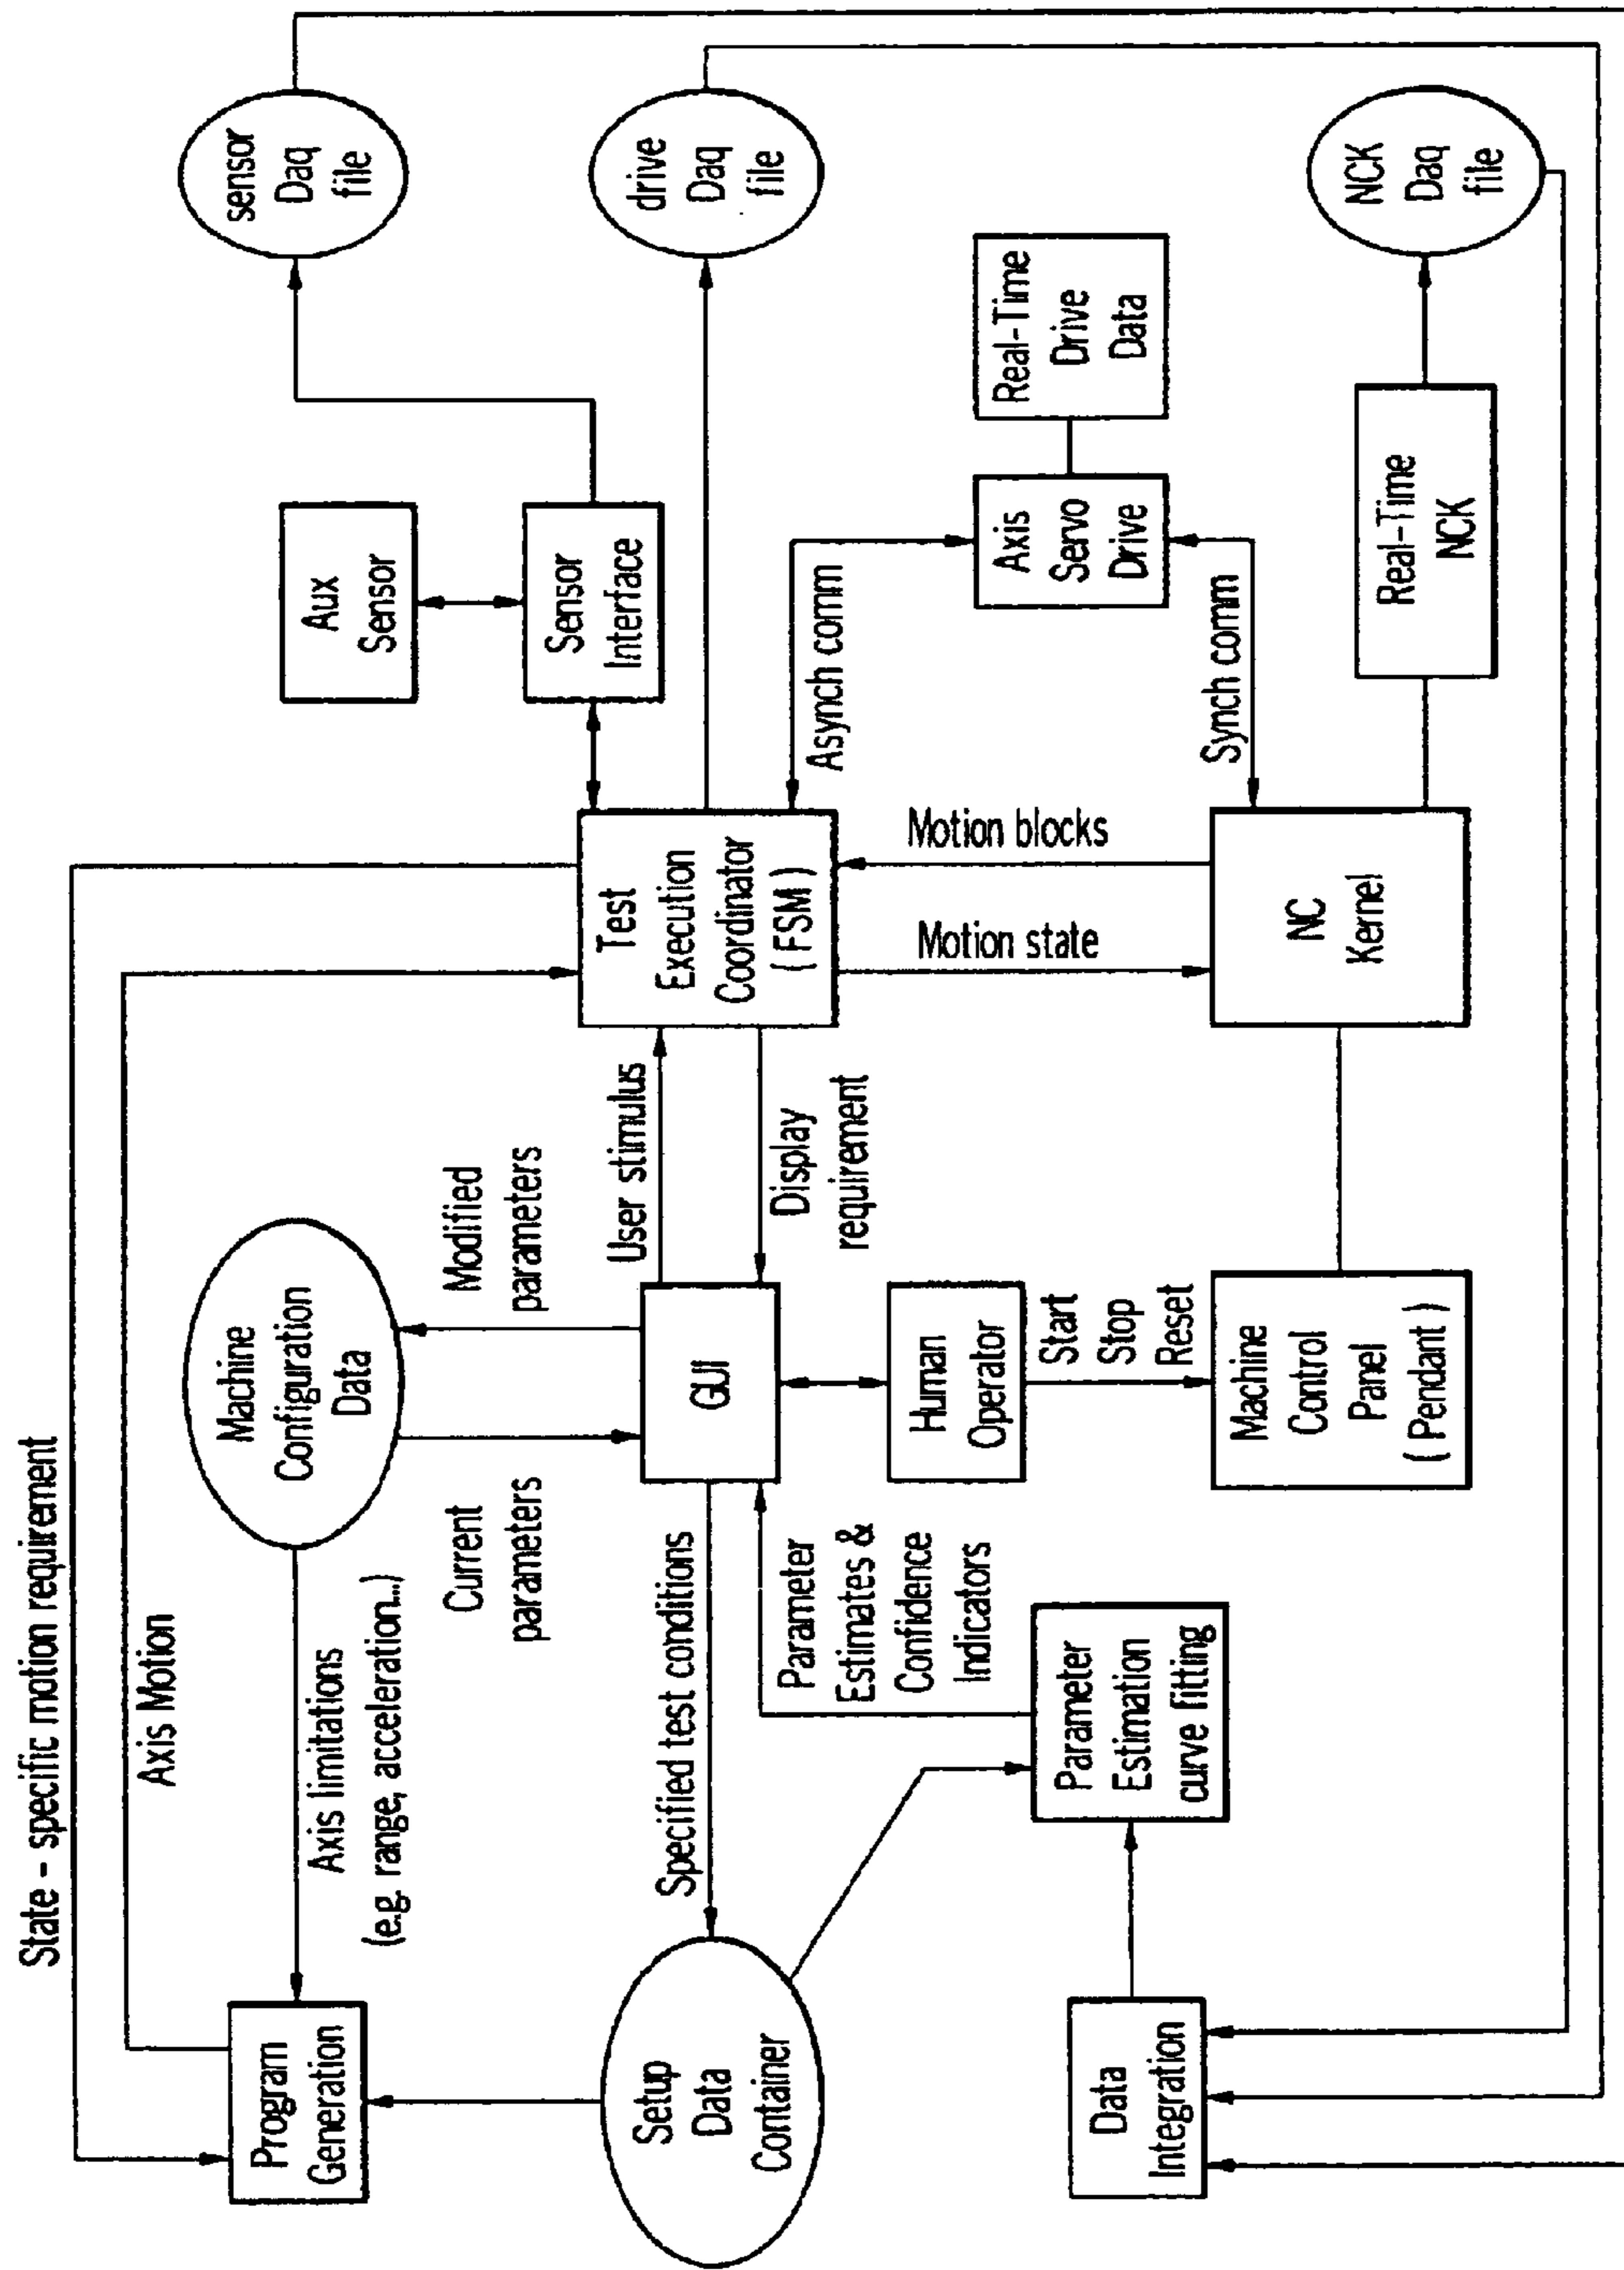 State - specific motion requirement
Axis Motion
Axis limitations
(e.g. range, acceleration...)
Program
Generation
Machine
Configuration
Data
Current
parameters
Modified
parameters
Aux
Sensor
Sensor
Interface
sensor
Daq
file
Setup
Data
Container
Specified test conditions
GUI
User stimulus
Display
requirement
Test
Execution
Coordinator
( FSM )
drive
Daq
file
Parameter
Estimates &
Confidence
Indicators
Human
Operator
Start
Stop
Reset
Asynch comm
Motion blocks
Motion state
Axis
Servo
Drive
Real-Time
Drive
Data
Synch comm
Data
Integration
Parameter
Estimation
curve fitting
Machine
Control
Panel
( Pendant )
NC
Kernel
Real-Time
NCK
NCK
Daq
file